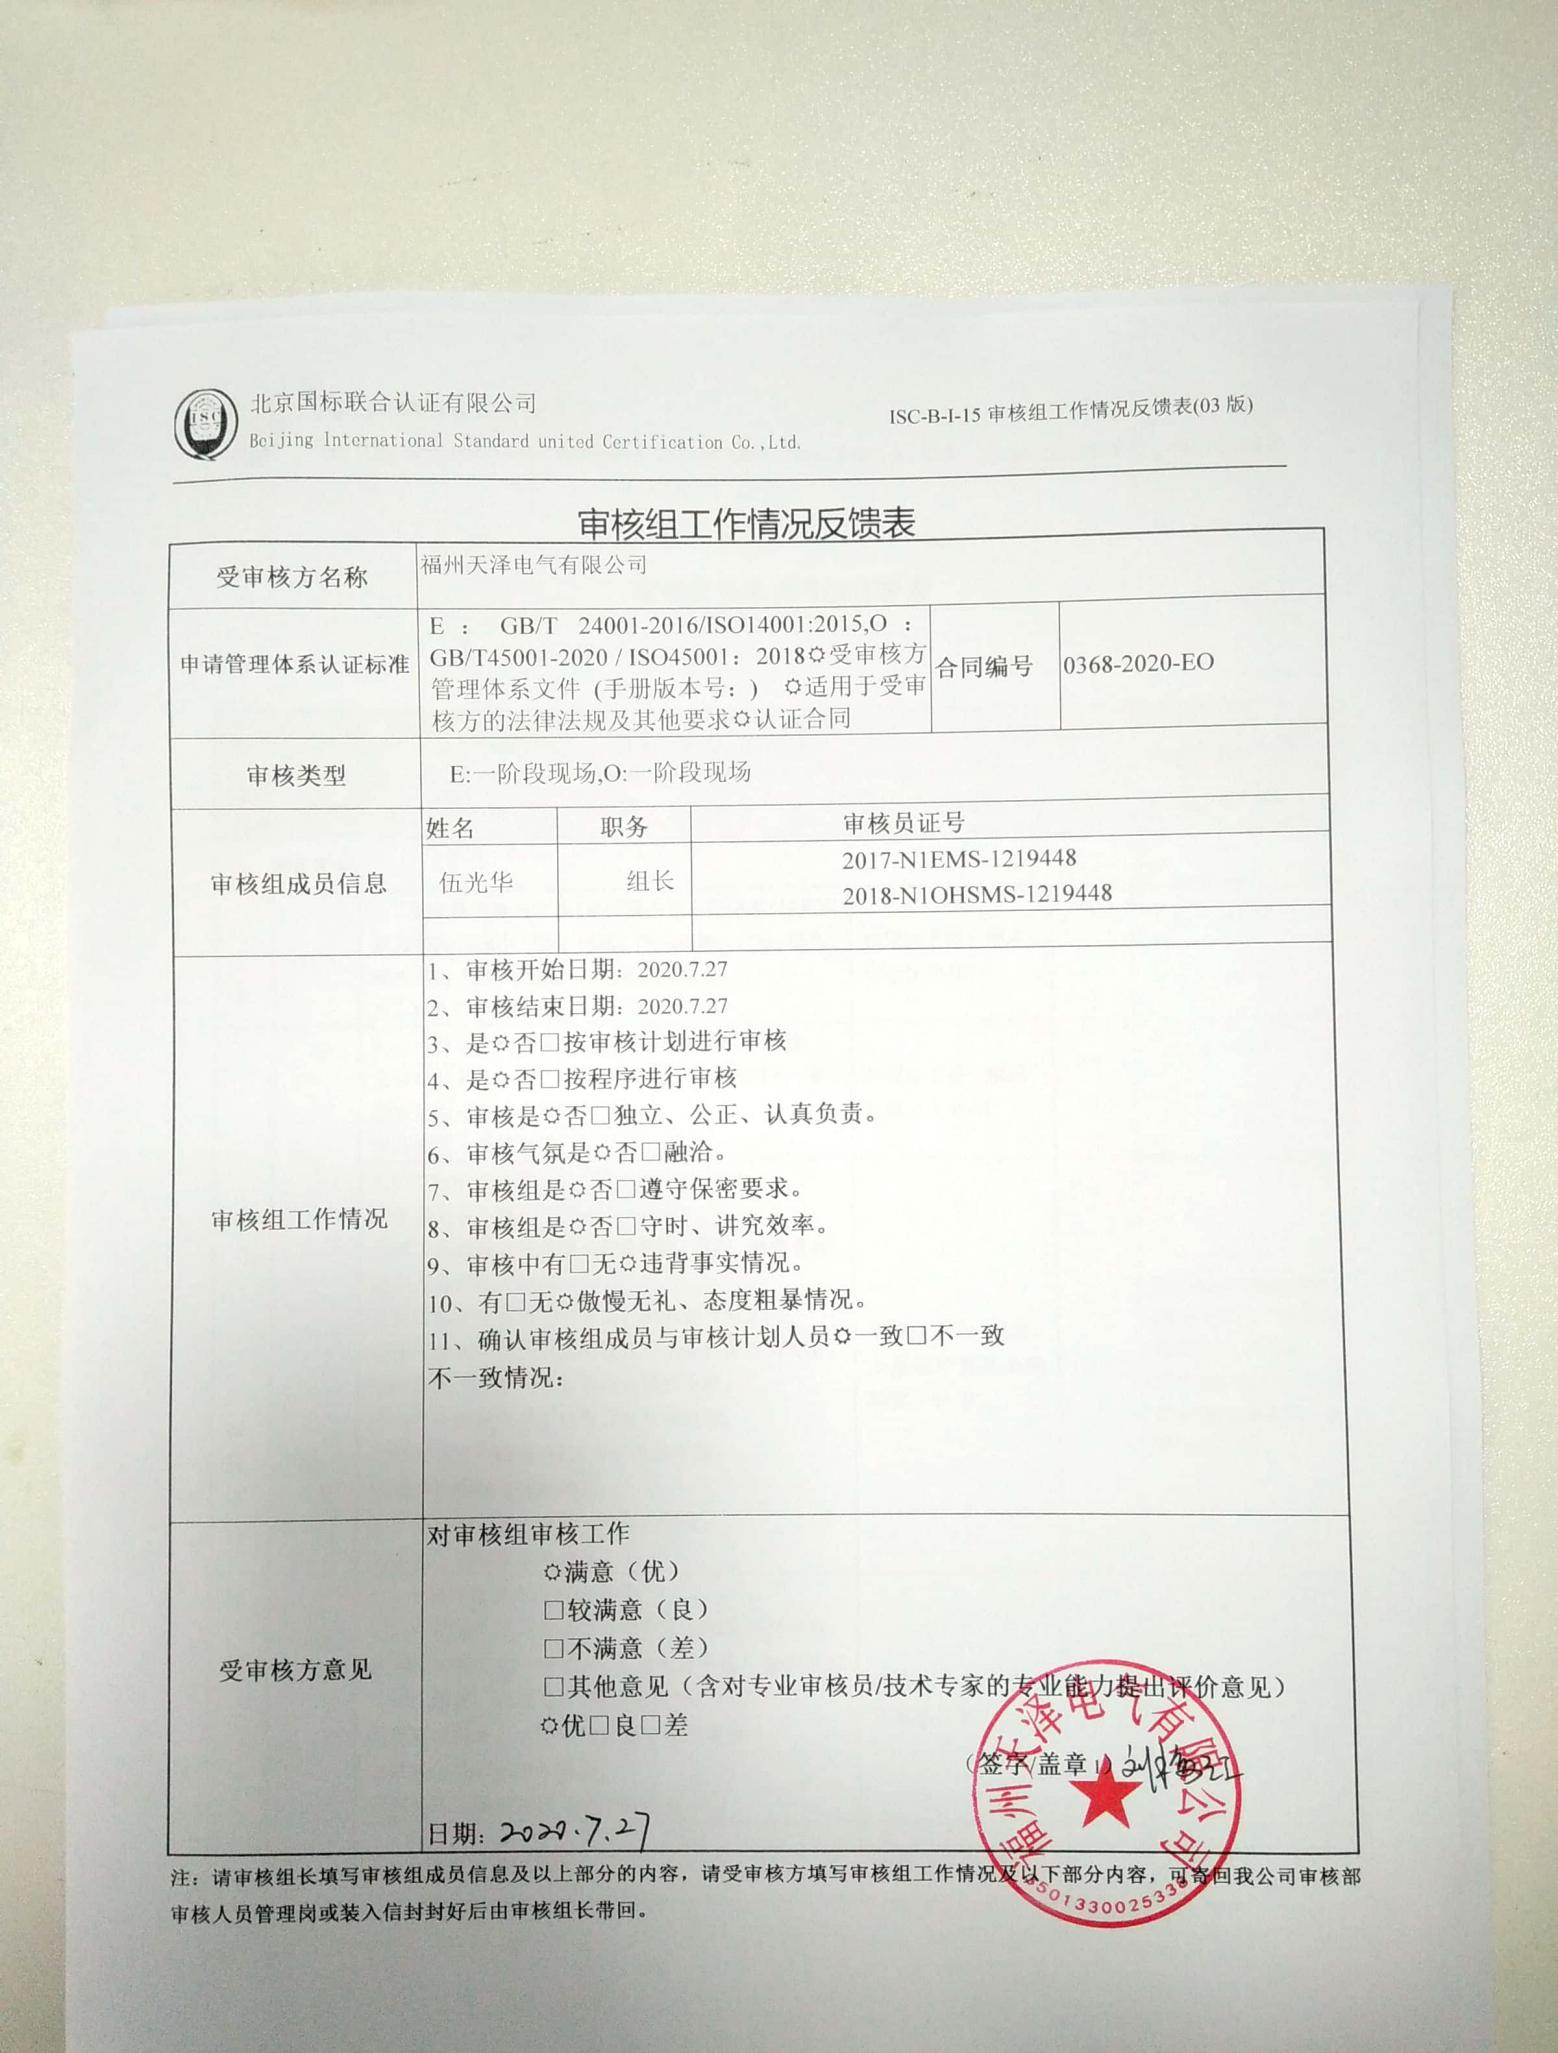 ISC
北京国标联合认证有限公司
Beijing International Standard united Certification Co.,Ltd.
ISC-B-I-15 审核组工作情况反馈表(03 版)
审核组工作情况反馈表
受审核方名称
福州天泽电气有限公司
申请管理体系认证标准
E : GB/T 24001-2016/ISO14001:2015,O :
GB/T45001-2020 / ISO45001: 2018☼受审核方
管理体系文件 (手册版本号: ) ☼适用于受审
核方的法律法规及其他要求☼认证合同
合同编号
0368-2020-EO
审核类型
E:一阶段现场,O:一阶段现场
审核组成员信息
姓名
职务
审核员证号
伍光华
组长
2017-N1EMS-1219448
2018-N1OHSMS-1219448
审核组工作情况
1、审核开始日期: 2020.7.27
2、审核结束日期: 2020.7.27
3、是☼否□按审核计划进行审核
4、是☼否□按程序进行审核
5、审核是☼否□独立、公正、认真负责。
6、审核气氛是☼否□融洽。
7、审核组是☼否□遵守保密要求。
8、审核组是☼否□守时、讲究效率。
9、审核中有□无☼违背事实情况。
10、有□无☼傲慢无礼、态度粗暴情况。
11、确认审核组成员与审核计划人员☼一致□不一致
不一致情况:
受审核方意见
对审核组审核工作
☼满意（优）
□较满意（良）
□不满意（差）
□其他意见（含对专业审核员/技术专家的专业能力提出评价意见）
☼优□良□差
（签字/盖章）
福州天泽电气有限公司
日期: 2020.7.27
注: 请审核组长填写审核组成员信息及以上部分的内容，请受审核方填写审核组工作情况及以下部分内容，可寄回我公司审核部
审核人员管理岗或装入信封封好后由审核组长带回。